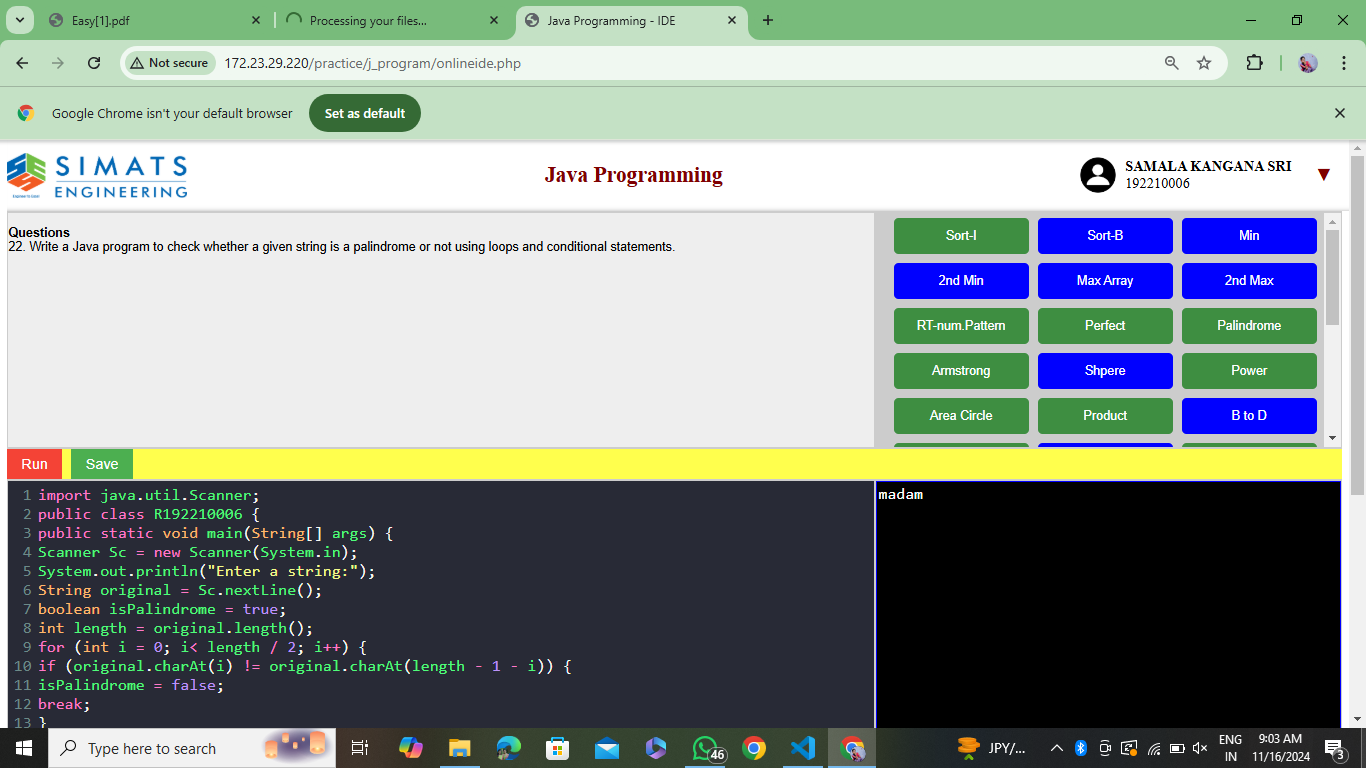 Easy[1].pdf
Processing your files...
Java Programming - IDE
Not secure
172.23.29.220/practice/j_program/onlineide.php
Google Chrome isn't your default browser
Set as default
SIMATS
ENGINEERING
Java Programming
SAMALA KANGANA SRI
192210006
Questions
22. Write a Java program to check whether a given string is a palindrome or not using loops and conditional statements.
Sort-I
Sort-B
Min
2nd Min
Max Array
2nd Max
RT-num.Pattern
Perfect
Palindrome
Armstrong
Shpere
Power
Area Circle
Product
B to D
Run
Save
1 import java.util.Scanner;
2 public class R192210006 {
3 public static void main(String[] args) {
4 Scanner Sc = new Scanner(System.in);
5 System.out.println("Enter a string:");
6 String original = Sc.nextLine();
7 boolean isPalindrome = true;
8 int length = original.length();
9 for (int i = 0; i< length / 2; i++) {
10 if (original.charAt(i) != original.charAt(length - 1 - i)) {
11 isPalindrome = false;
12 break;
13 }
madam
Type here to search
46
JPY/...
ENG
IN
9:03 AM
11/16/2024
3